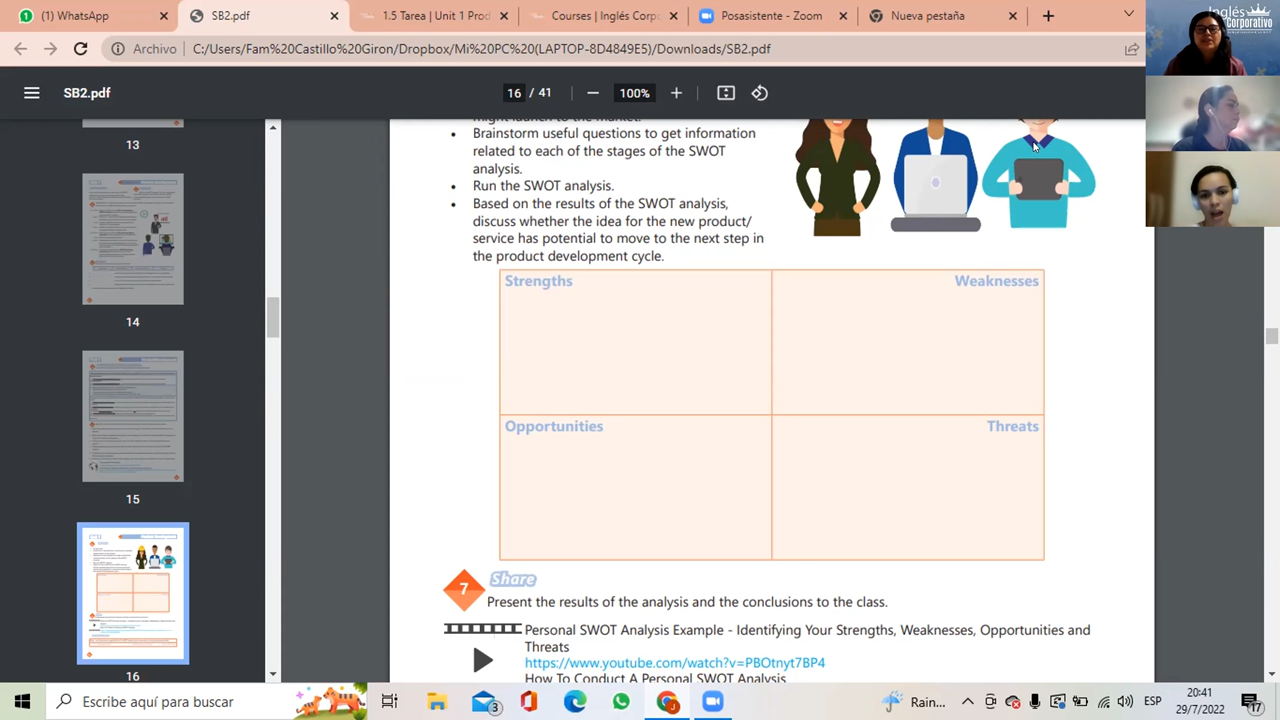 (1) WhatsApp
SB2.pdf
1.5 Tarea | Unit 1 Prod
Courses | Inglés Corpo
Posasistente - Zoom
Nueva pestaña
Inglés
Corporativo
Archivo
C:/Users/Fam%20Castillo%20Giron/Dropbox/Mi%20PC%20(LAPTOP-8D4849E5)/Downloads/SB2.pdf
SB2.pdf
16 / 41
100%
13
14
15
16
might launch to the market.
• Brainstorm useful questions to get information
related to each of the stages of the SWOT
analysis.
• Run the SWOT analysis.
• Based on the results of the SWOT analysis,
discuss whether the idea for the new product/
service has potential to move to the next step in
the product development cycle.
Strengths
Weaknesses
Opportunities
Threats
7
Share
Present the results of the analysis and the conclusions to the class.
Personal SWOT Analysis Example - Identifying Your Strengths, Weaknesses, Opportunities and
Threats
https://www.youtube.com/watch?v=PBOtnyt7BP4
How To Conduct A Personal SWOT Analysis
Escribe aquí para buscar
3
Rain...
ESP
20:41
29/7/2022
17